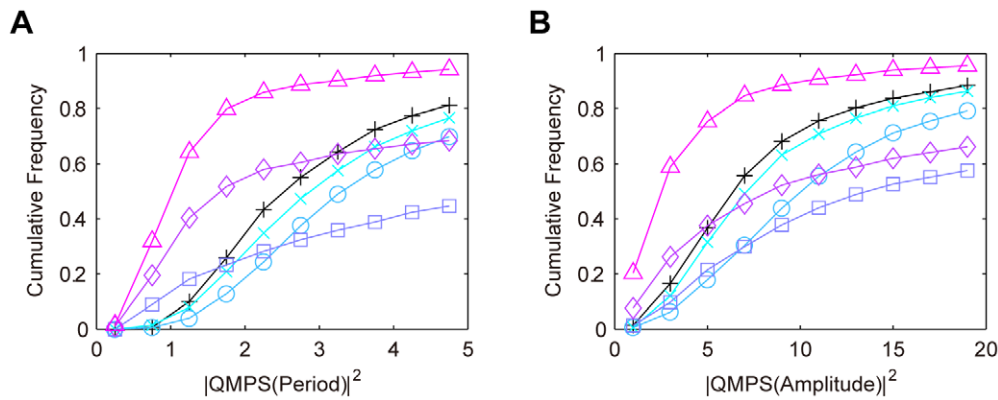 A
B
Cumulative Frequency
1
0.8
0.6
0.4
0.2
0
0 1 2 3 4 5
|QMPS(Period)|²
Cumulative Frequency
1
0.8
0.6
0.4
0.2
0
0 5 10 15 20
|QMPS(Amplitude)|²